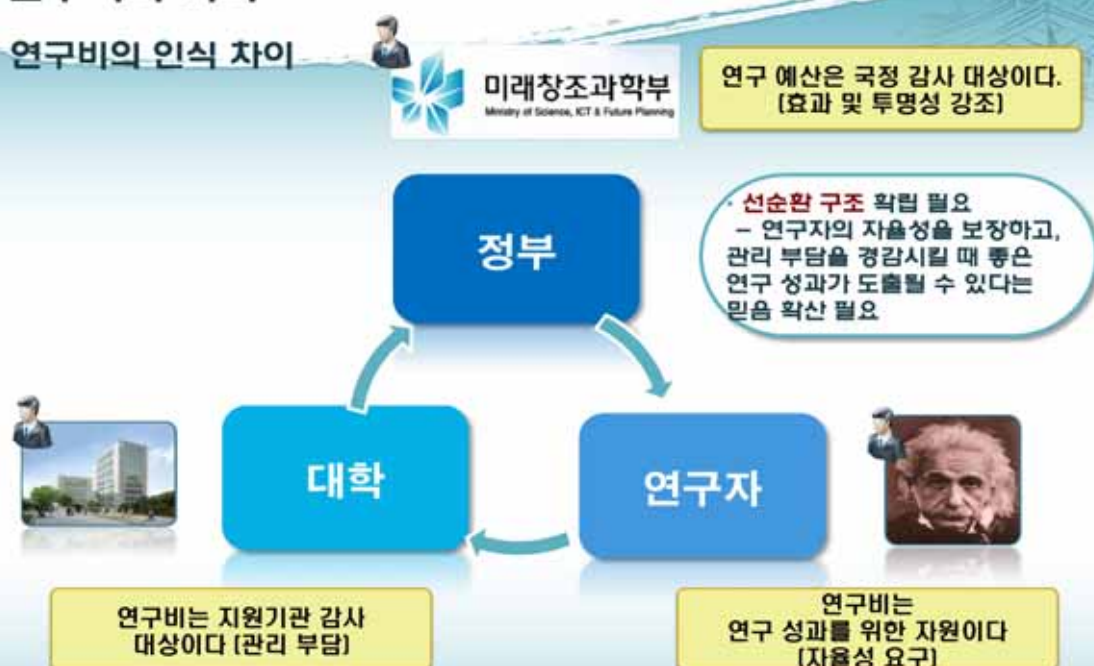 연구비의 인식 차이
미래창조과학부
Ministry of Science, ICT & Future Planning
연구 예산은 국정 감사 대상이다.
(효과 및 투명성 강조)
정부
· 선순환 구조 확립 필요
– 연구자의 자율성을 보장하고,
관리 부담을 경감시킬 때 좋은
연구 성과가 도출될 수 있다는
믿음 확산 필요
대학
연구자
연구비는 지원기관 감사
대상이다 (관리 부담)
연구비는
연구 성과를 위한 자원이다
(자율성 요구)